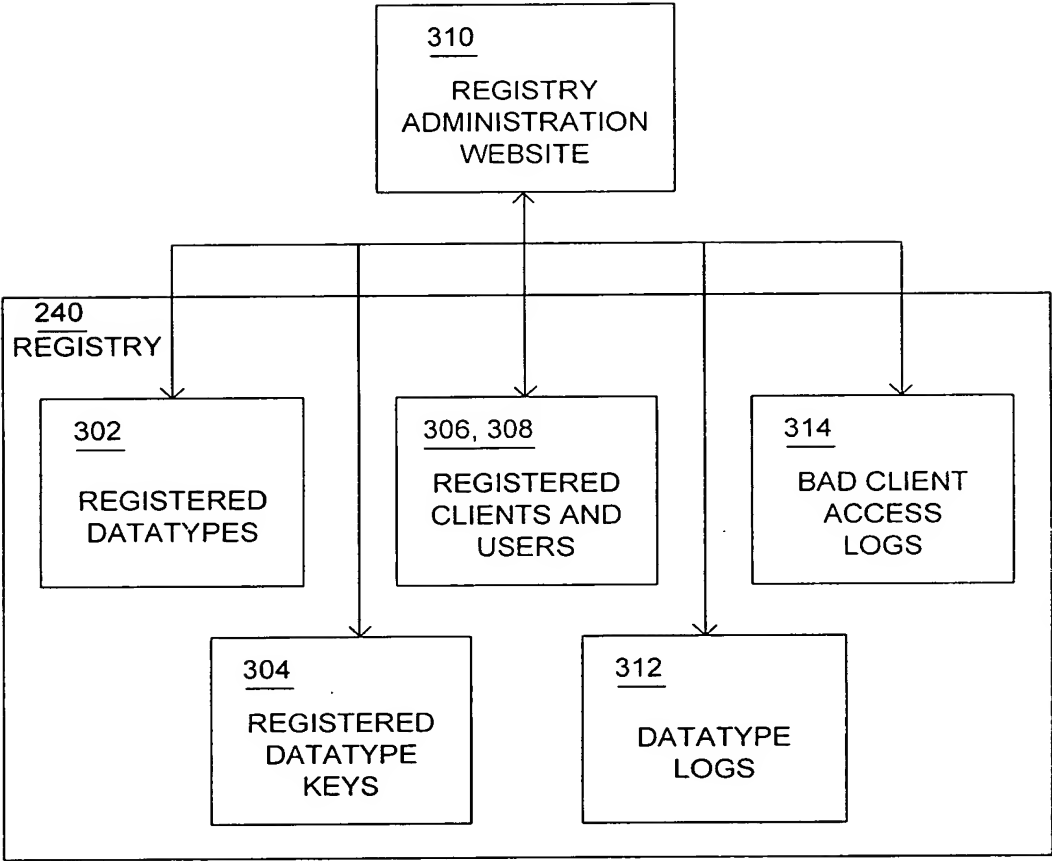 310
REGISTRY
ADMINISTRATION
WEBSITE
240
REGISTRY
302
REGISTERED
DATATYPES
306, 308
REGISTERED
CLIENTS AND
USERS
314
BAD CLIENT
ACCESS
LOGS
304
REGISTERED
DATATYPE
KEYS
312
DATATYPE
LOGS